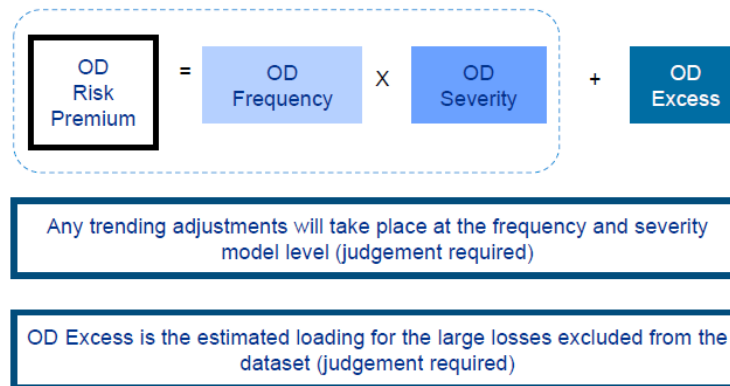 OD
Risk
Premium
=
OD
Frequency
X
OD
Severity
+
OD
Excess
Any trending adjustments will take place at the frequency and severity
model level (judgement required)
OD Excess is the estimated loading for the large losses excluded from the
dataset (judgement required)